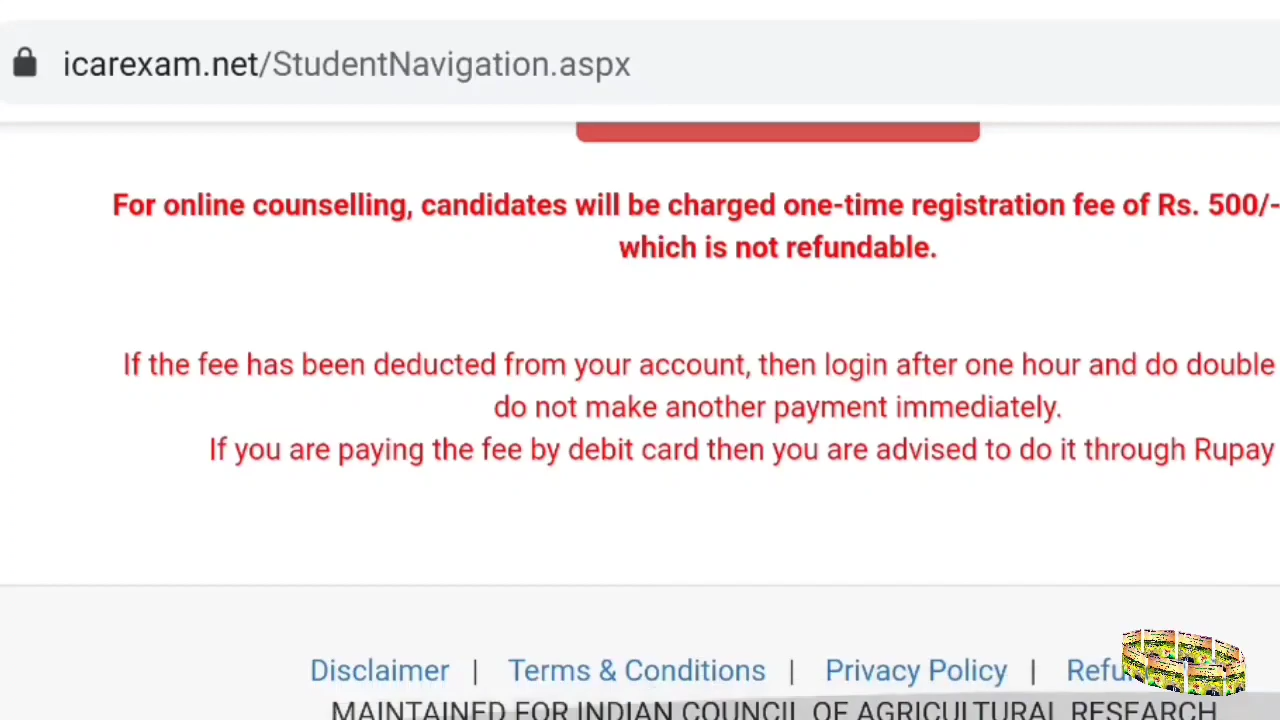 icarexam.net/StudentNavigation.aspx
For online counselling, candidates will be charged one-time registration fee of Rs. 500/-
which is not refundable.
If the fee has been deducted from your account, then login after one hour and do double
do not make another payment immediately.
If you are paying the fee by debit card then you are advised to do it through Rupay
Disclaimer | Terms & Conditions | Privacy Policy |
MAINTAINED FOR INDIAN COUNCIL OF AGRICULTURAL RESEARCH